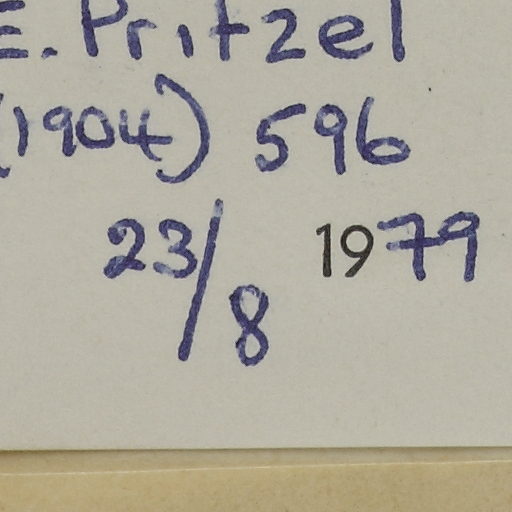 E. Pritzel
(1904) 596
23/8 1979